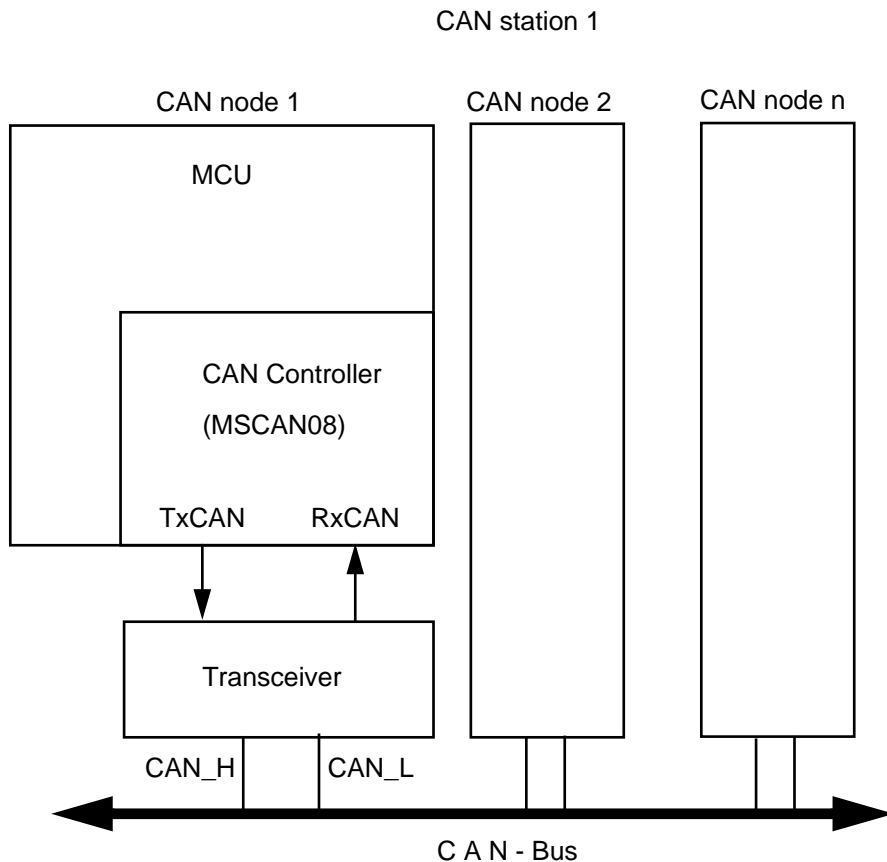 CAN station 1
CAN node 1
CAN node 2
CAN node n
MCU
CAN Controller
(MSCAN08)
TxCAN
RxCAN
Transceiver
CAN_H
CAN_L
C A N - Bus